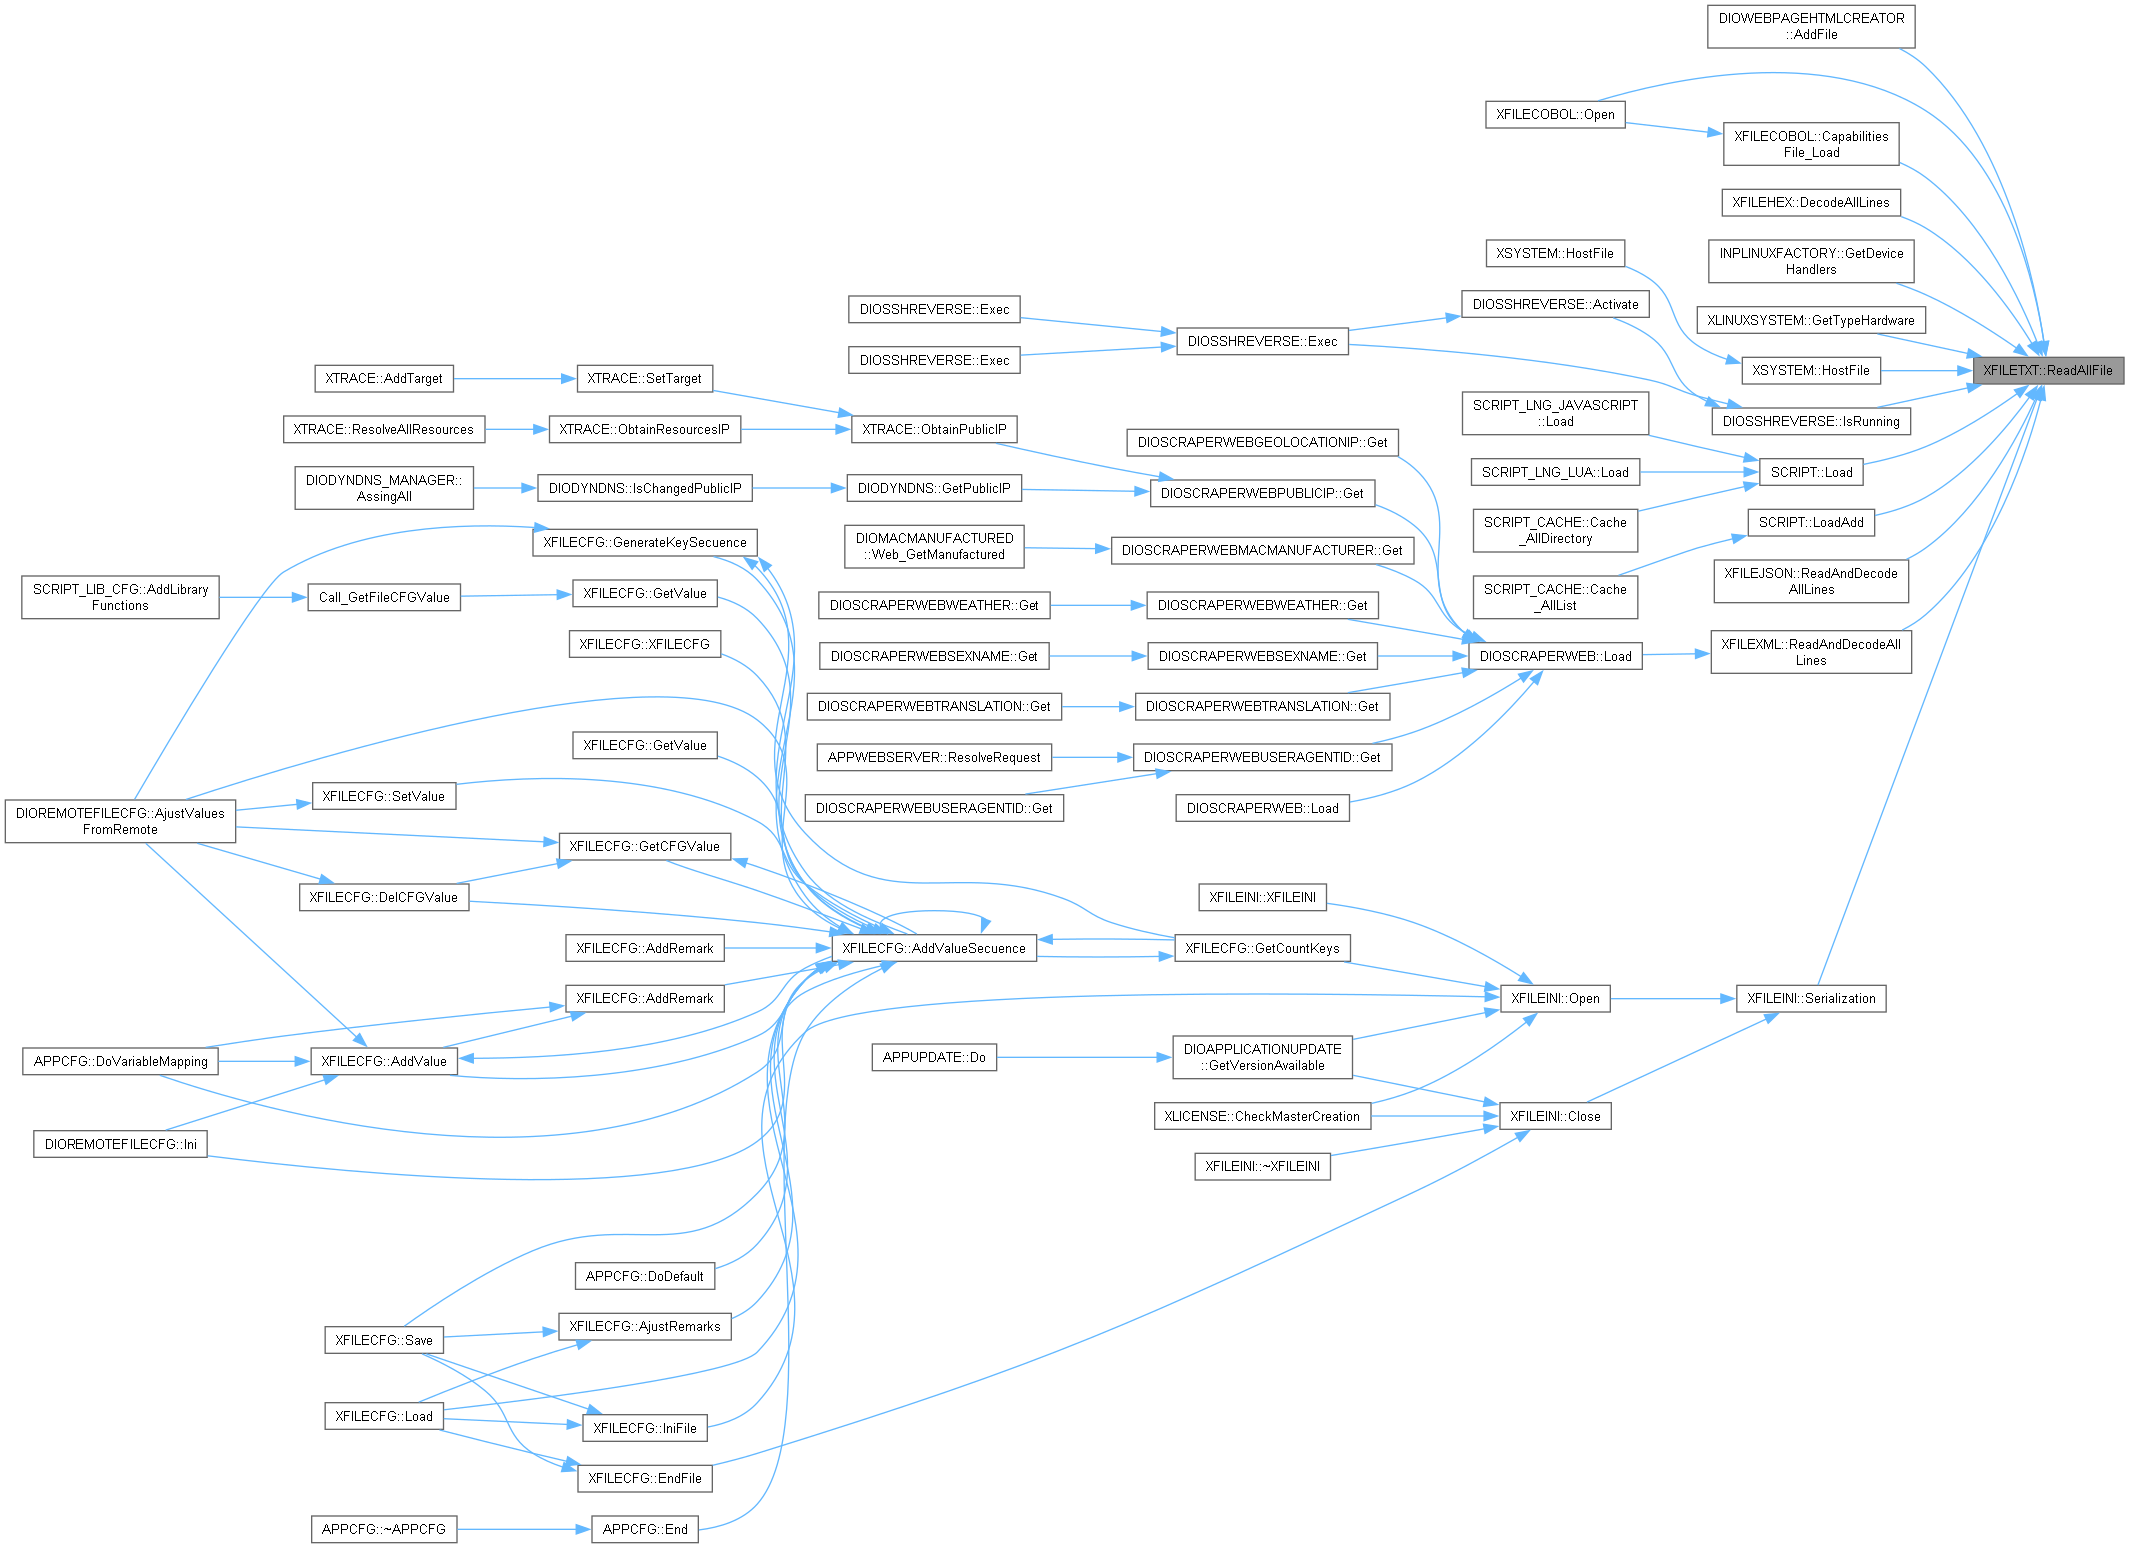 DIOWEBPAGEHTMLCREATOR
::AddFile
XFILECOBOL::Open
XFILECOBOL::Capabilities
File_Load
XFILEHEX::DecodeAllLines
INPLINUXFACTORY::GetDevice
Handlers
XSYSTEM::HostFile
XLINUXSYSTEM::GetTypeHardware
DIOSSHREVERSE::Exec
DIOSSHREVERSE::Activate
DIOSSHREVERSE::Exec
DIOSSHREVERSE::Exec
XSYSTEM::HostFile
XFILETXT::ReadAllFile
XTRACE::AddTarget
XTRACE::SetTarget
SCRIPT_LNG_JAVASCRIPT
::Load
DIOSSHREVERSE::IsRunning
XTRACE::ResolveAllResources
XTRACE::ObtainResourcesIP
XTRACE::ObtainPublicIP
DIOSCRAPERWEBGEOLOCATIONIP::Get
SCRIPT_LNG_LUA::Load
SCRIPT::Load
DIODYNDNS_MANAGER::
AssingAll
DIODYNDNS::IsChangedPublicIP
DIODYNDNS::GetPublicIP
DIOSCRAPERWEBPUBLICIP::Get
SCRIPT_CACHE::Cache
_AllDirectory
SCRIPT::LoadAdd
XFILECFG::GenerateKeySecuence
DIOMACMANUFACTURED
::Web_GetManufactured
DIOSCRAPERWEBMACMANUFACTURER::Get
XFILEJSON::ReadAndDecode
AllLines
SCRIPT_LIB_CFG::AddLibrary
Functions
Call_GetFileCFGValue
XFILECFG::GetValue
DIOSCRAPERWEBWEATHER::Get
DIOSCRAPERWEBWEATHER::Get
SCRIPT_CACHE::Cache
_AllList
XFILECFG::XFILECFG
DIOSCRAPERWEBSEXNAME::Get
DIOSCRAPERWEBSEXNAME::Get
DIOSCRAPERWEB::Load
XFILEXML::ReadAndDecodeAll
Lines
DIOSCRAPERWEBTRANSLATION::Get
DIOSCRAPERWEBTRANSLATION::Get
XFILECFG::GetValue
APPWEBSERVER::ResolveRequest
DIOSCRAPERWEBUSERAGENTID::Get
XFILECFG::SetValue
DIOSCRAPERWEBUSERAGENTID::Get
DIOSCRAPERWEB::Load
DIOREMOTEFILECFG::AjustValues
FromRemote
XFILECFG::GetCFGValue
XFILECFG::DelCFGValue
XFILEINI::XFILEINI
XFILECFG::AddRemark
XFILECFG::AddValueSecuence
XFILECFG::GetCountKeys
XFILECFG::AddRemark
XFILEINI::Open
XFILEINI::Serialization
APPCFG::DoVariableMapping
XFILECFG::AddValue
APPUPDATE::Do
DIOAPPLICATIONUPDATE
::GetVersionAvailable
XLICENSE::CheckMasterCreation
XFILEINI::Close
DIOREMOTEFILECFG::Ini
XFILEINI::~XFILEINI
APPCFG::DoDefault
XFILECFG::Save
XFILECFG::AjustRemarks
XFILECFG::Load
XFILECFG::IniFile
XFILECFG::EndFile
APPCFG::~APPCFG
APPCFG::End